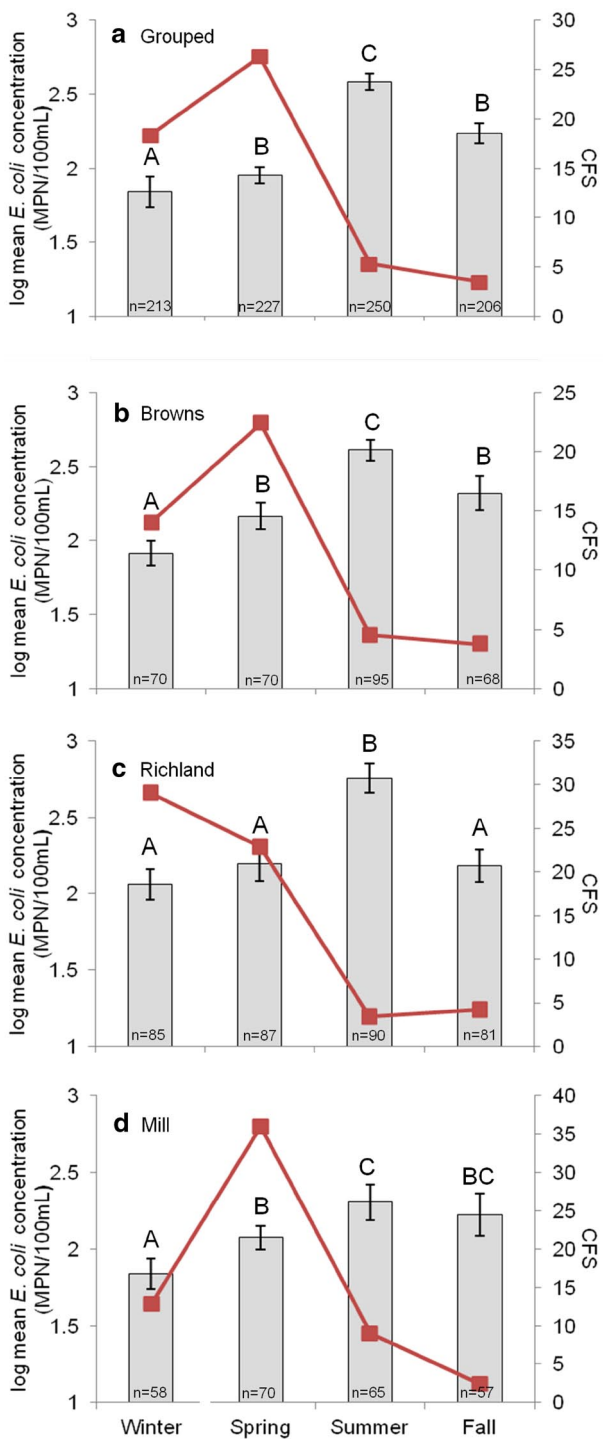 a Grouped
log mean E. coli concentration
(MPN/100mL)
3
2.5
2
1.5
1
A
B
C
B
n=213
n=227
n=250
n=206
30
25
20
15
10
5
0
CFS
b Browns
log mean E. coli concentration
(MPN/100mL)
3
2.5
2
1.5
1
A
B
C
B
n=70
n=70
n=95
n=68
25
20
15
10
5
0
CFS
c Richland
log mean E. coli concentration
(MPN/100mL)
3
2.5
2
1.5
1
A
A
B
A
n=85
n=87
n=90
n=81
35
30
25
20
15
10
5
0
CFS
d Mill
log mean E. coli concentration
(MPN/100mL)
3
2.5
2
1.5
1
A
B
C
BC
n=58
n=70
n=65
n=57
40
35
30
25
20
15
10
5
0
CFS
Winter
Spring
Summer
Fall